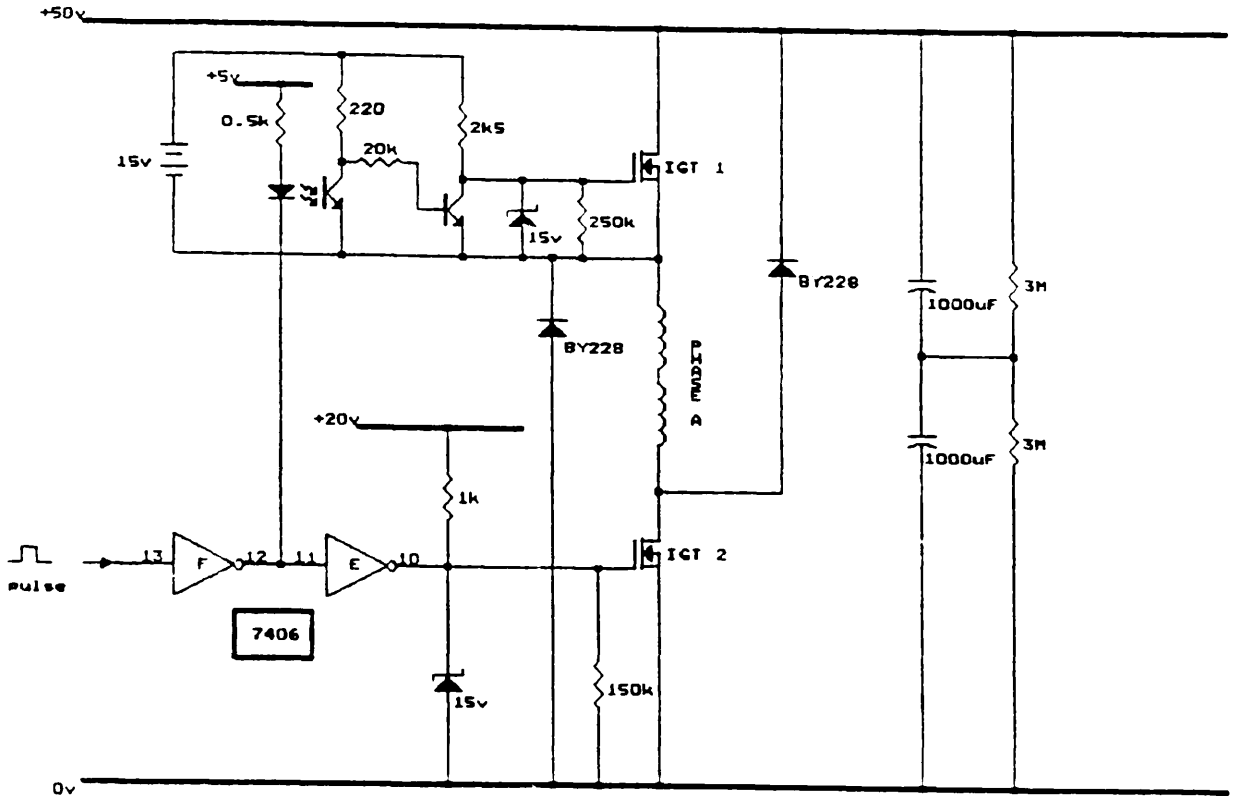 +50v
+5v
0.5k
220
2k5
20k
15v
IGT 1
250k
15v
BY228
1000uF
3M
BY228
PHASE A
+20v
1k
1000uF
3M
13
F
12
11
E
10
IGT 2
pulse
7406
15v
150k
0v